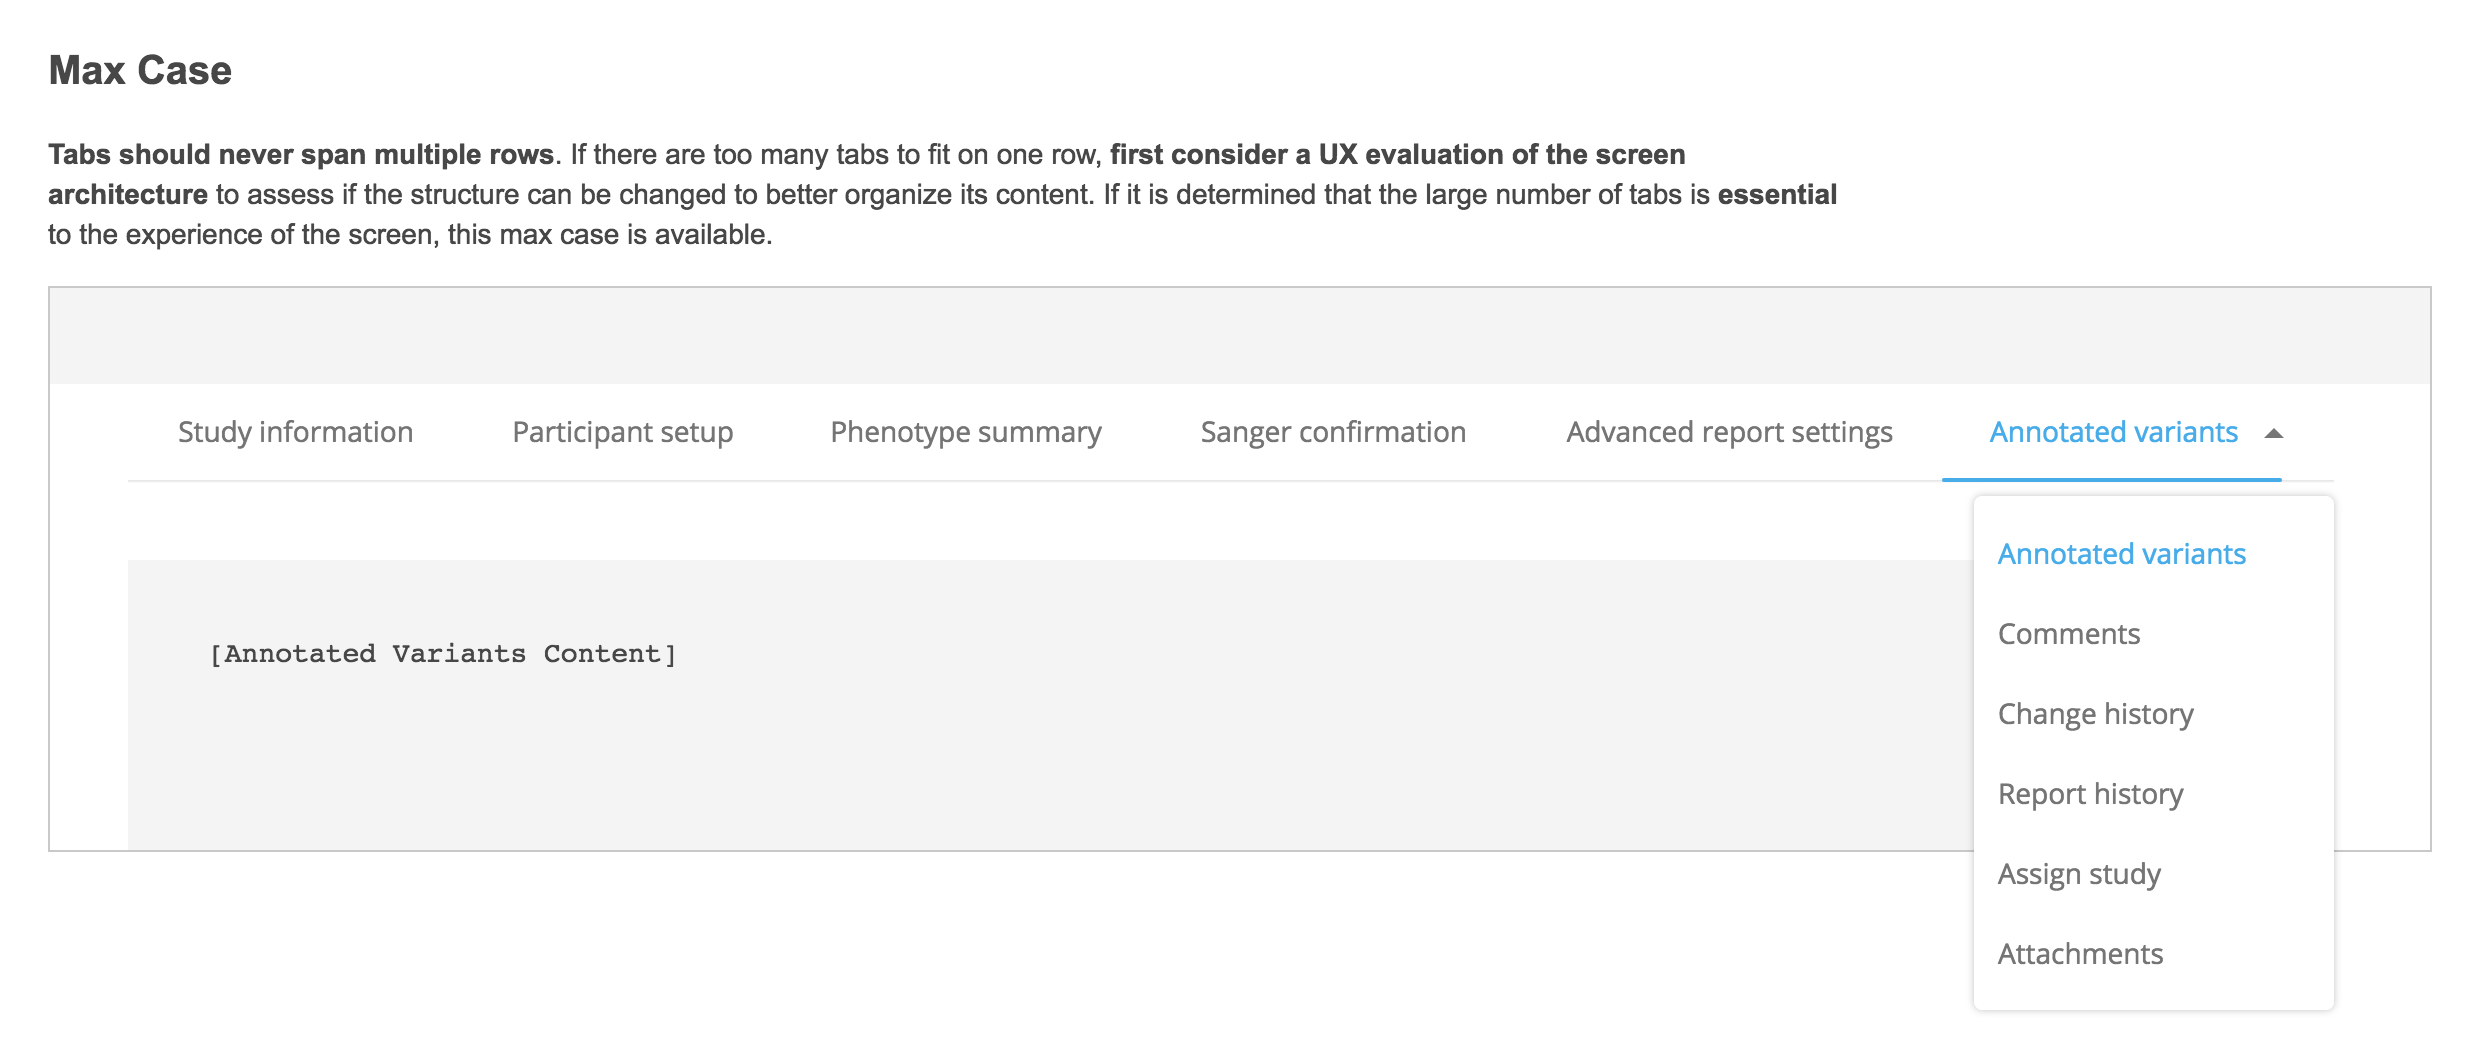 Max Case
Tabs should never span multiple rows. If there are too many tabs to fit on one row, first consider a UX evaluation of the screen
architecture to assess if the structure can be changed to better organize its content. If it is determined that the large number of tabs is essential
to the experience of the screen, this max case is available.
Study information Participant setup Phenotype summary Sanger confirmation Advanced report settings Annotated variants
Annotated variants
Comments
Change history
Report history
Assign study
Attachments
[Annotated Variants Content]